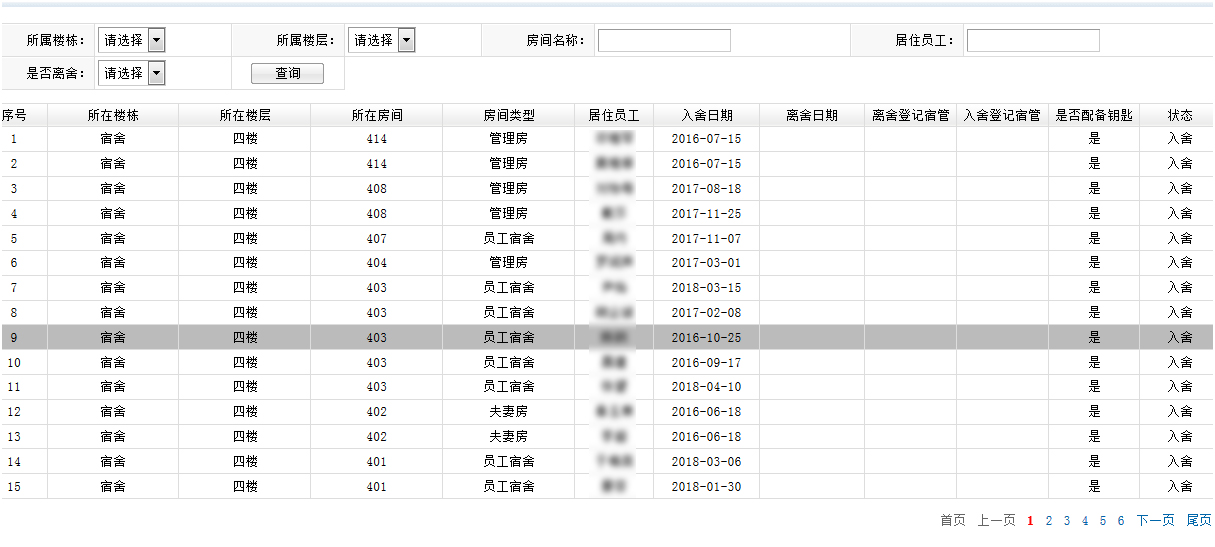 所属楼栋： 请选择 所属楼层： 请选择 房间名称： 居住员工：
是否离舍： 请选择 查询
序号 所在楼栋 所在楼层 所在房间 房间类型 居住员工 入舍日期 离舍日期 离舍登记宿管 入舍登记宿管 是否配备钥匙 状态
1 宿舍 四楼 414 管理房 2016-07-15 是 入舍
2 宿舍 四楼 414 管理房 2016-07-15 是 入舍
3 宿舍 四楼 408 管理房 2017-08-18 是 入舍
4 宿舍 四楼 408 管理房 2017-11-25 是 入舍
5 宿舍 四楼 407 员工宿舍 2017-11-07 是 入舍
6 宿舍 四楼 404 管理房 2017-03-01 是 入舍
7 宿舍 四楼 403 员工宿舍 2018-03-15 是 入舍
8 宿舍 四楼 403 员工宿舍 2017-02-08 是 入舍
9 宿舍 四楼 403 员工宿舍 2016-10-25 是 入舍
10 宿舍 四楼 403 员工宿舍 2016-09-17 是 入舍
11 宿舍 四楼 403 员工宿舍 2018-04-10 是 入舍
12 宿舍 四楼 402 夫妻房 2016-06-18 是 入舍
13 宿舍 四楼 402 夫妻房 2016-06-18 是 入舍
14 宿舍 四楼 401 员工宿舍 2018-03-06 是 入舍
15 宿舍 四楼 401 员工宿舍 2018-01-30 是 入舍
首页 上一页 1 2 3 4 5 6 下一页 尾页